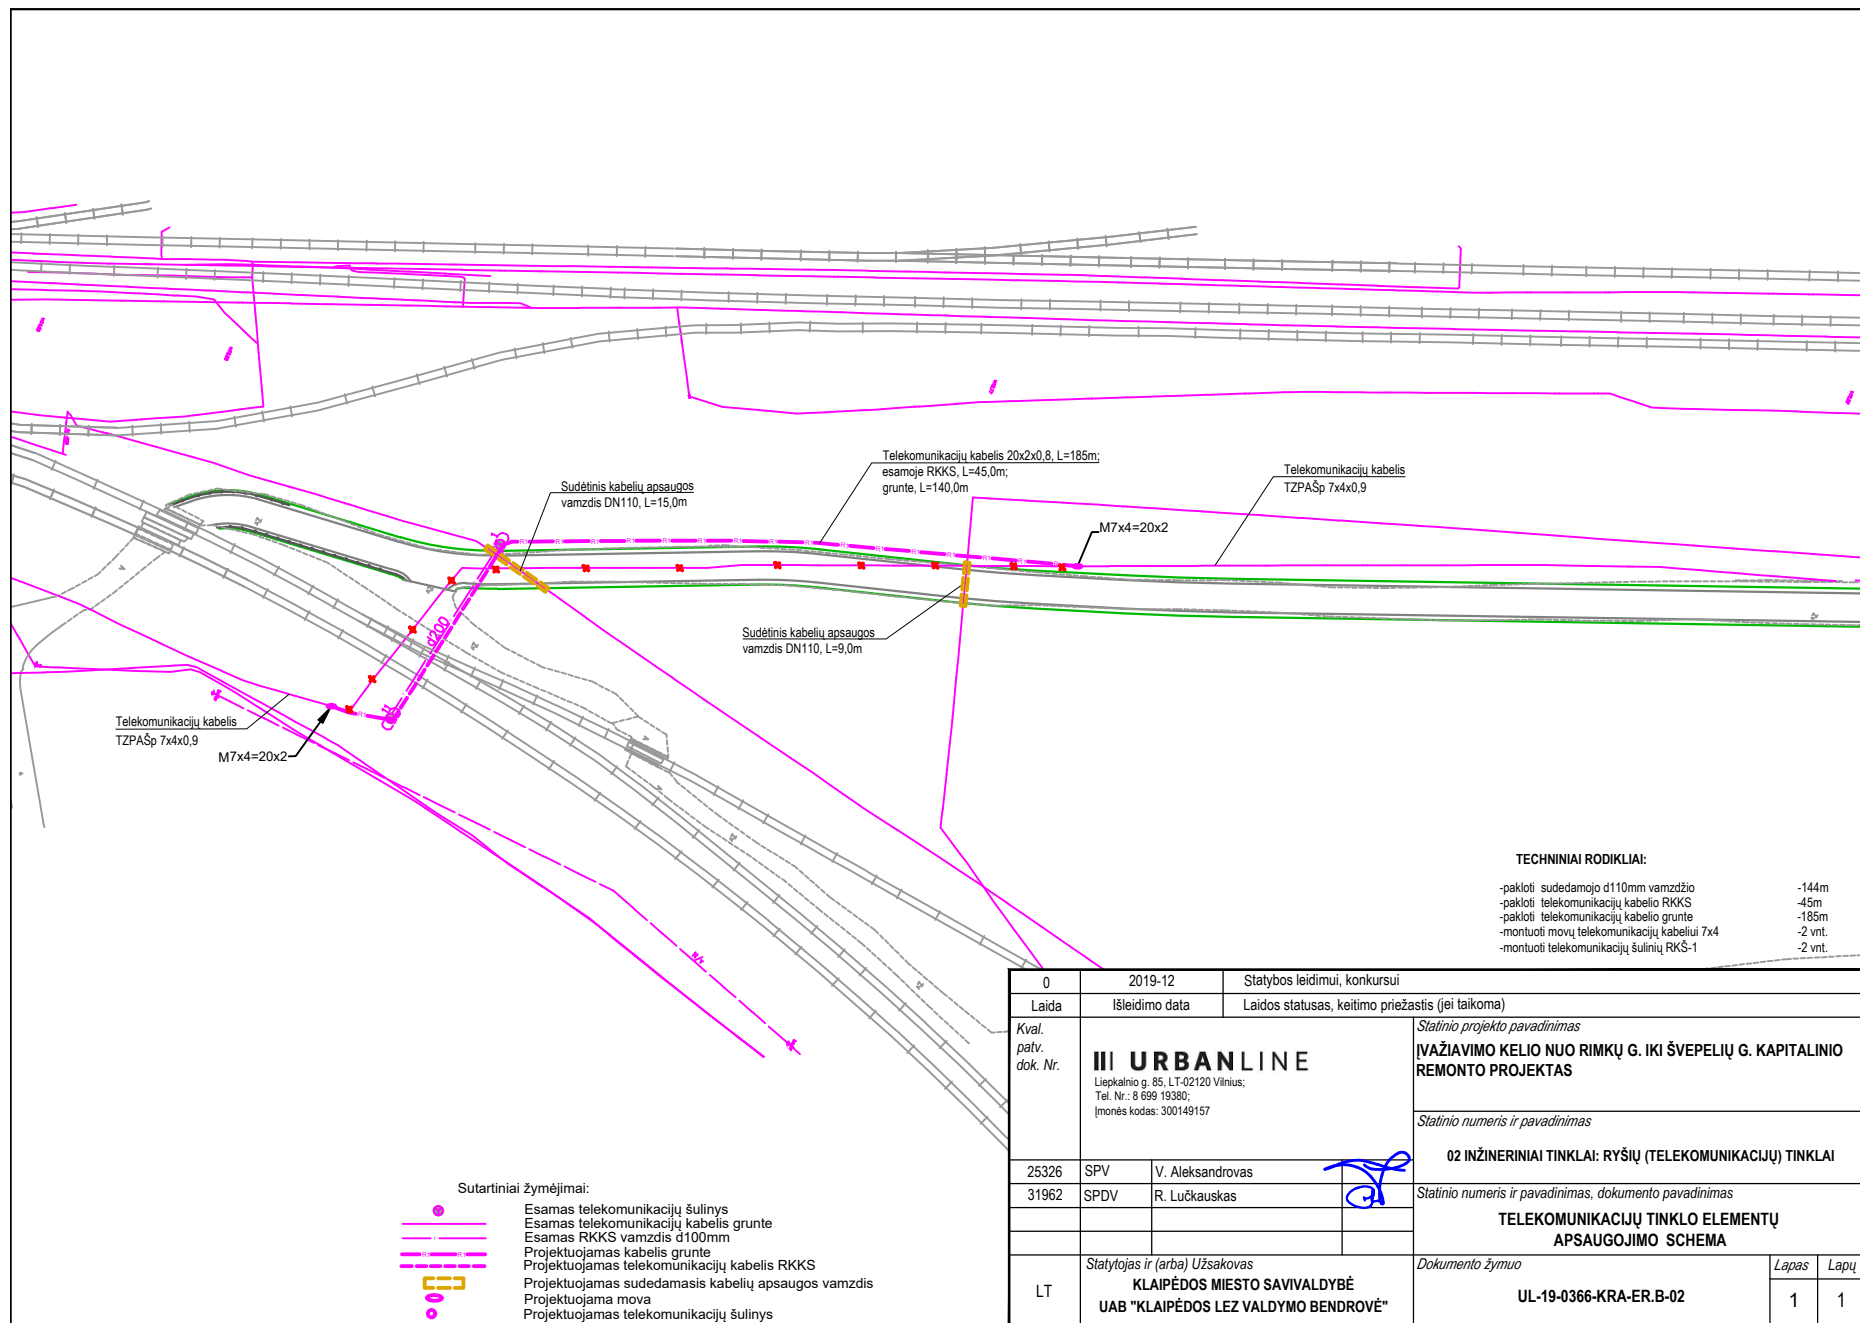 Telekomunikacijų kabelis 20x2x0,8, L=185m;
esamoje RKKS, L=45,0m;
grunte, L=140,0m
Telekomunikacijų kabelis
TZPAŠp 7x4x0,9
Sudėtinis kabelių apsaugos
vamzdis DN110, L=15,0m
M7x4=20x2
d200
Sudėtinis kabelių apsaugos
vamzdis DN110, L=9,0m
Telekomunikacijų kabelis
TZPAŠp 7x4x0,9
M7x4=20x2
TECHNINIAI RODIKLIAI:
-pakloti sudedamojo d110mm vamzdžio -144m
-pakloti telekomunikacijų kabelio RKKS -45m
-pakloti telekomunikacijų kabelio grunte -185m
-montuoti movų telekomunikacijų kabeliui 7x4 -2 vnt.
-montuoti telekomunikacijų šulinių RKŠ-1 -2 vnt.
0 2019-12 Statybos leidimui, konkursui
Laida Išleidimo data Laidos statusas, keitimo priežastis (jei taikoma)
Kval.
patv.
dok. Nr.
URBANLINE
Liepkalnio g. 85, LT-02120 Vilnius;
Tel. Nr.: 8 699 19380;
Įmonės kodas: 300149157
Statinio projekto pavadinimas
ĮVAŽIAVIMO KELIO NUO RIMKŲ G. IKI ŠVEPELIŲ G. KAPITALINIO
REMONTO PROJEKTAS
Statinio numeris ir pavadinimas
02 INŽINERINIAI TINKLAI: RYŠIŲ (TELEKOMUNIKACIJŲ) TINKLAI
25326 SPV V. Aleksandrovas
31962 SPDV R. Lučkauskas
Statinio numeris ir pavadinimas, dokumento pavadinimas
TELEKOMUNIKACIJŲ TINKLO ELEMENTŲ
APSAUGOJIMO SCHEMA
LT
Statytojas ir (arba) Užsakovas
KLAIPĖDOS MIESTO SAVIVALDYBĖ
UAB "KLAIPĖDOS LEZ VALDYMO BENDROVĖ"
Dokumento žymuo
UL-19-0366-KRA-ER.B-02
Lapas Lapų
1 1
Sutartiniai žymėjimai:
Esamas telekomunikacijų šulinys
Esamas telekomunikacijų kabelis grunte
Esamas RKKS vamzdis d100mm
Projektuojamas kabelis grunte
Projektuojamas telekomunikacijų kabelis RKKS
Projektuojamas sudedamasis kabelių apsaugos vamzdis
Projektuojama mova
Projektuojamas telekomunikacijų šulinys